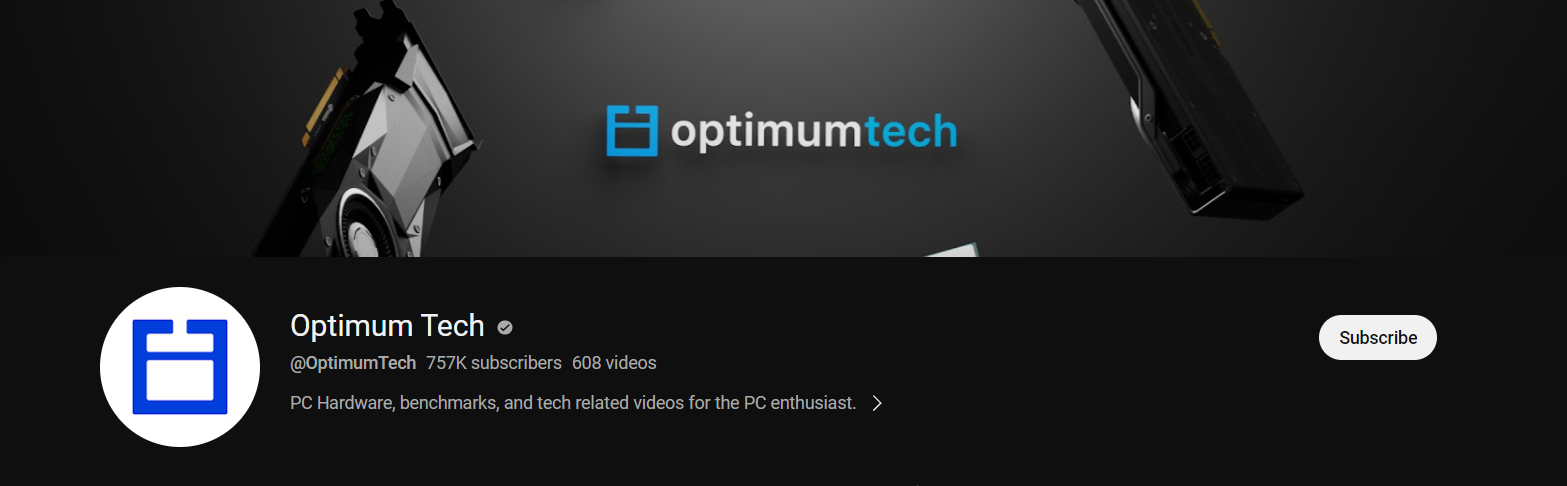 optimumtech
Optimum Tech
@OptimumTech 757K subscribers 608 videos
Subscribe
PC Hardware, benchmarks, and tech related videos for the PC enthusiast.